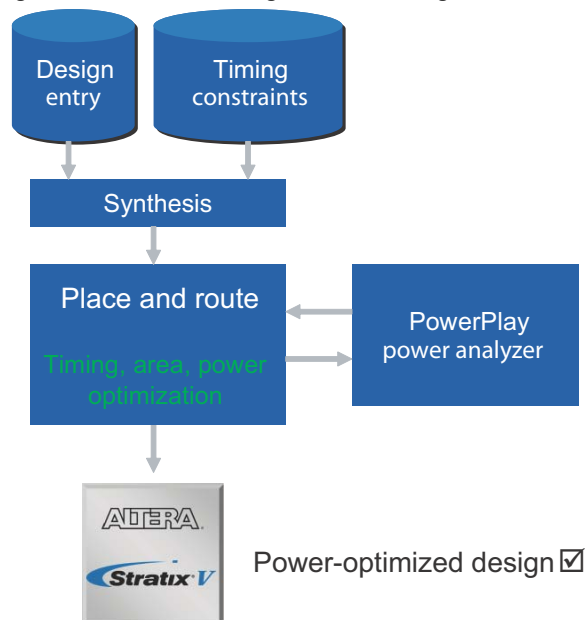 Design
entry
Timing
constraints
Synthesis
Place and route
Timing, area, power
optimization
PowerPlay
power analyzer
ALTERA
Stratix V
Power-optimized design ☑